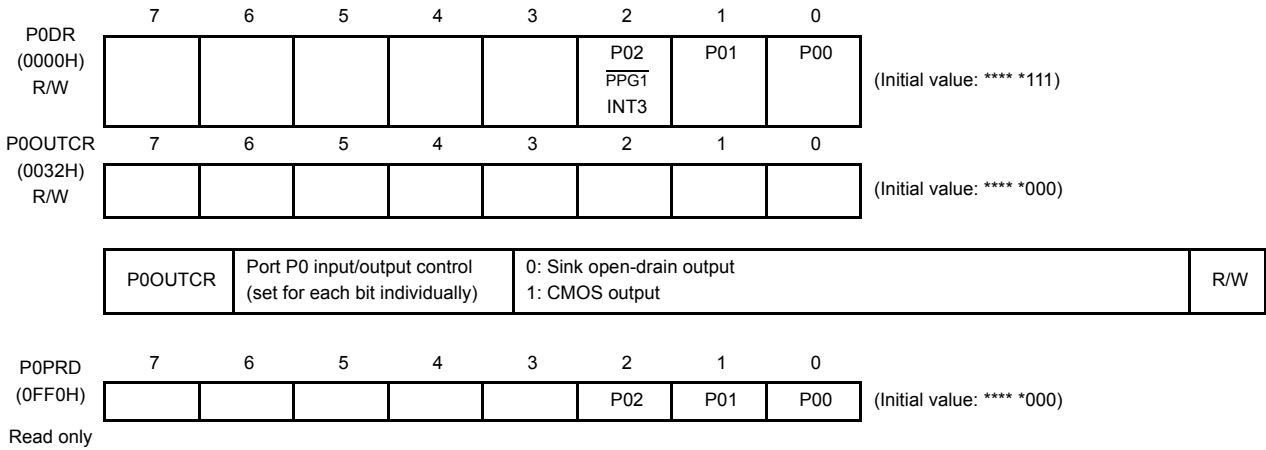 7 6 5 4 3 2 1 0
P0DR
(0000H)
R/W
P02 P01 P00
PPG1
INT3
(Initial value: **** *111)
P0OUTCR
(0032H)
R/W
7 6 5 4 3 2 1 0
(Initial value: **** *000)
P0OUTCR
Port P0 input/output control
(set for each bit individually)
0: Sink open-drain output
1: CMOS output
R/W
P0PRD
(0FF0H)
Read only
7 6 5 4 3 2 1 0
P02 P01 P00
(Initial value: **** *000)